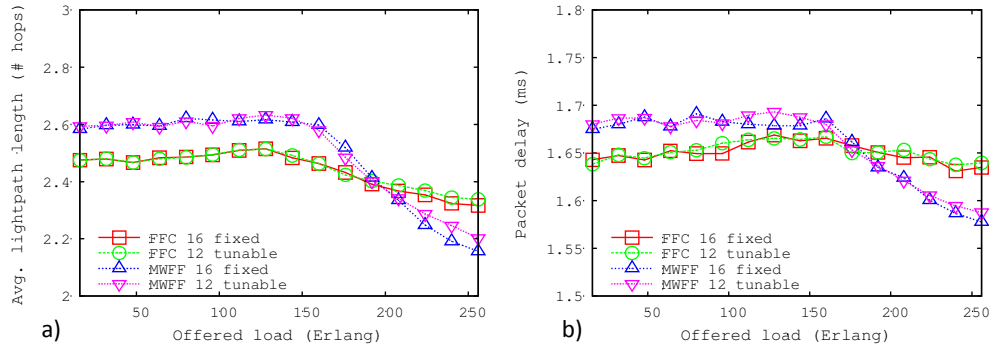 Avg. lightpath length (# hops)
3
2.8
2.6
2.4
2.2
2
FFC 16 fixed
FFC 12 tunable
MWFF 16 fixed
MWFF 12 tunable
50 100 150 200 250
a) Offered load (Erlang)
Packet delay (ms)
1.8
1.75
1.7
1.65
1.6
1.55
1.5
FFC 16 fixed
FFC 12 tunable
MWFF 16 fixed
MWFF 12 tunable
50 100 150 200 250
b) Offered load (Erlang)